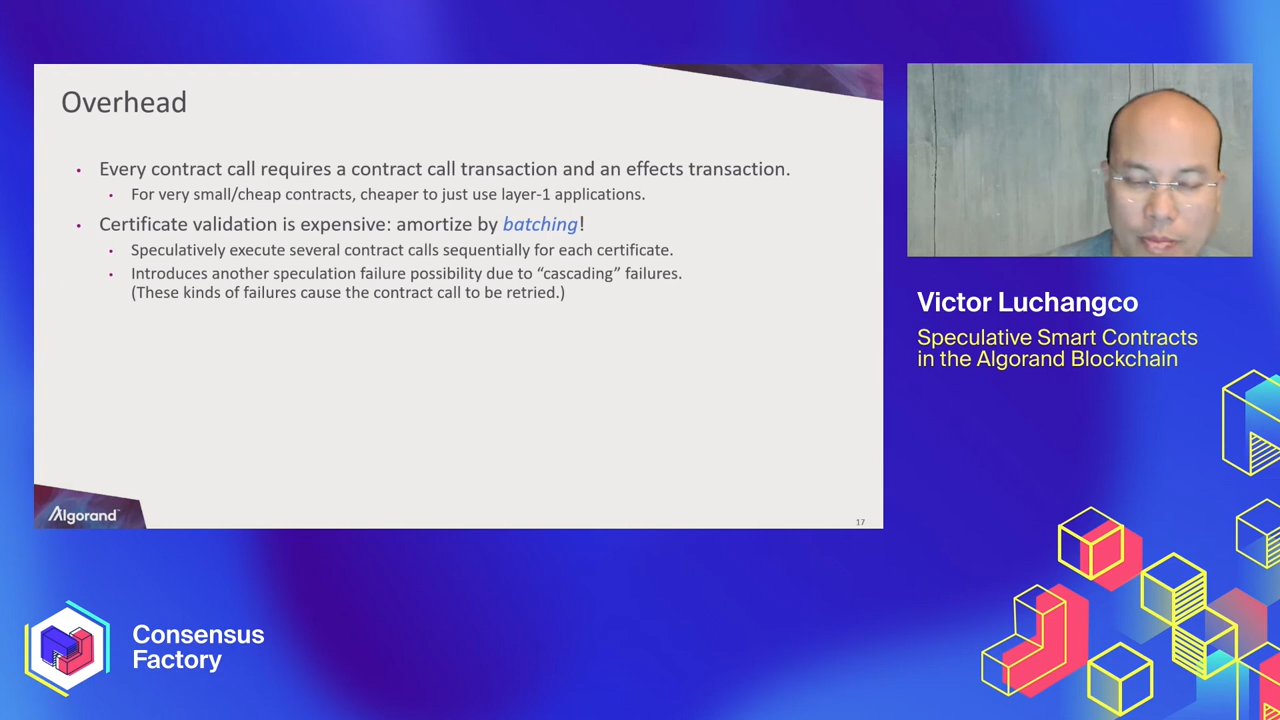 Overhead
• Every contract call requires a contract call transaction and an effects transaction.
• For very small/cheap contracts, cheaper to just use layer-1 applications.
• Certificate validation is expensive: amortize by batching!
• Speculatively execute several contract calls sequentially for each certificate.
• Introduces another speculation failure possibility due to “cascading” failures.
(These kinds of failures cause the contract call to be retried.)
Algorand
17
Victor Luchangco
Speculative Smart Contracts
in the Algorand Blockchain
Consensus
Factory